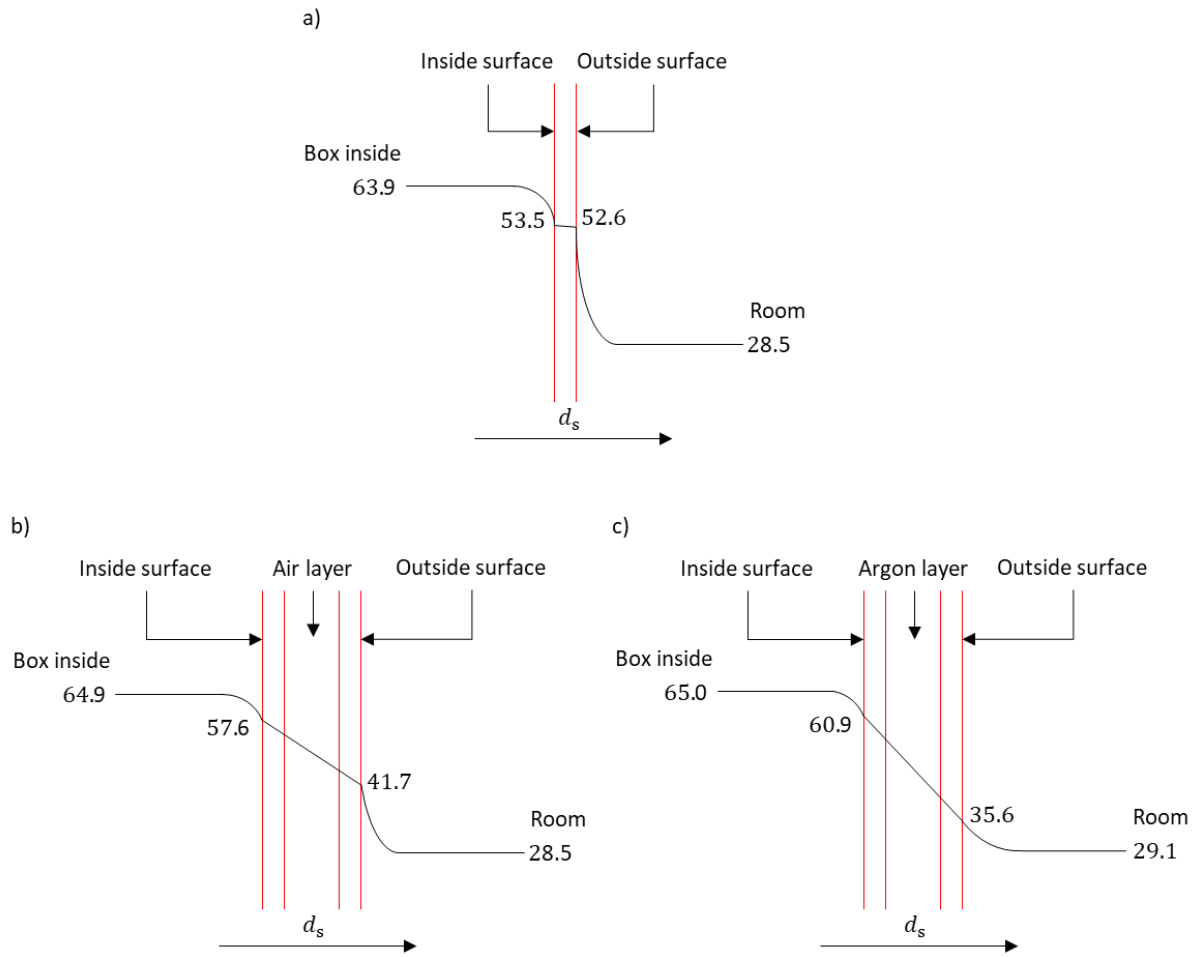 a)
Inside surface Outside surface
Box inside
63.9
53.5 52.6
Room
28.5
d_s
b)
Inside surface Air layer Outside surface
Box inside
64.9
57.6
41.7
Room
28.5
d_s
c)
Inside surface Argon layer Outside surface
Box inside
65.0
60.9
35.6
Room
29.1
d_s